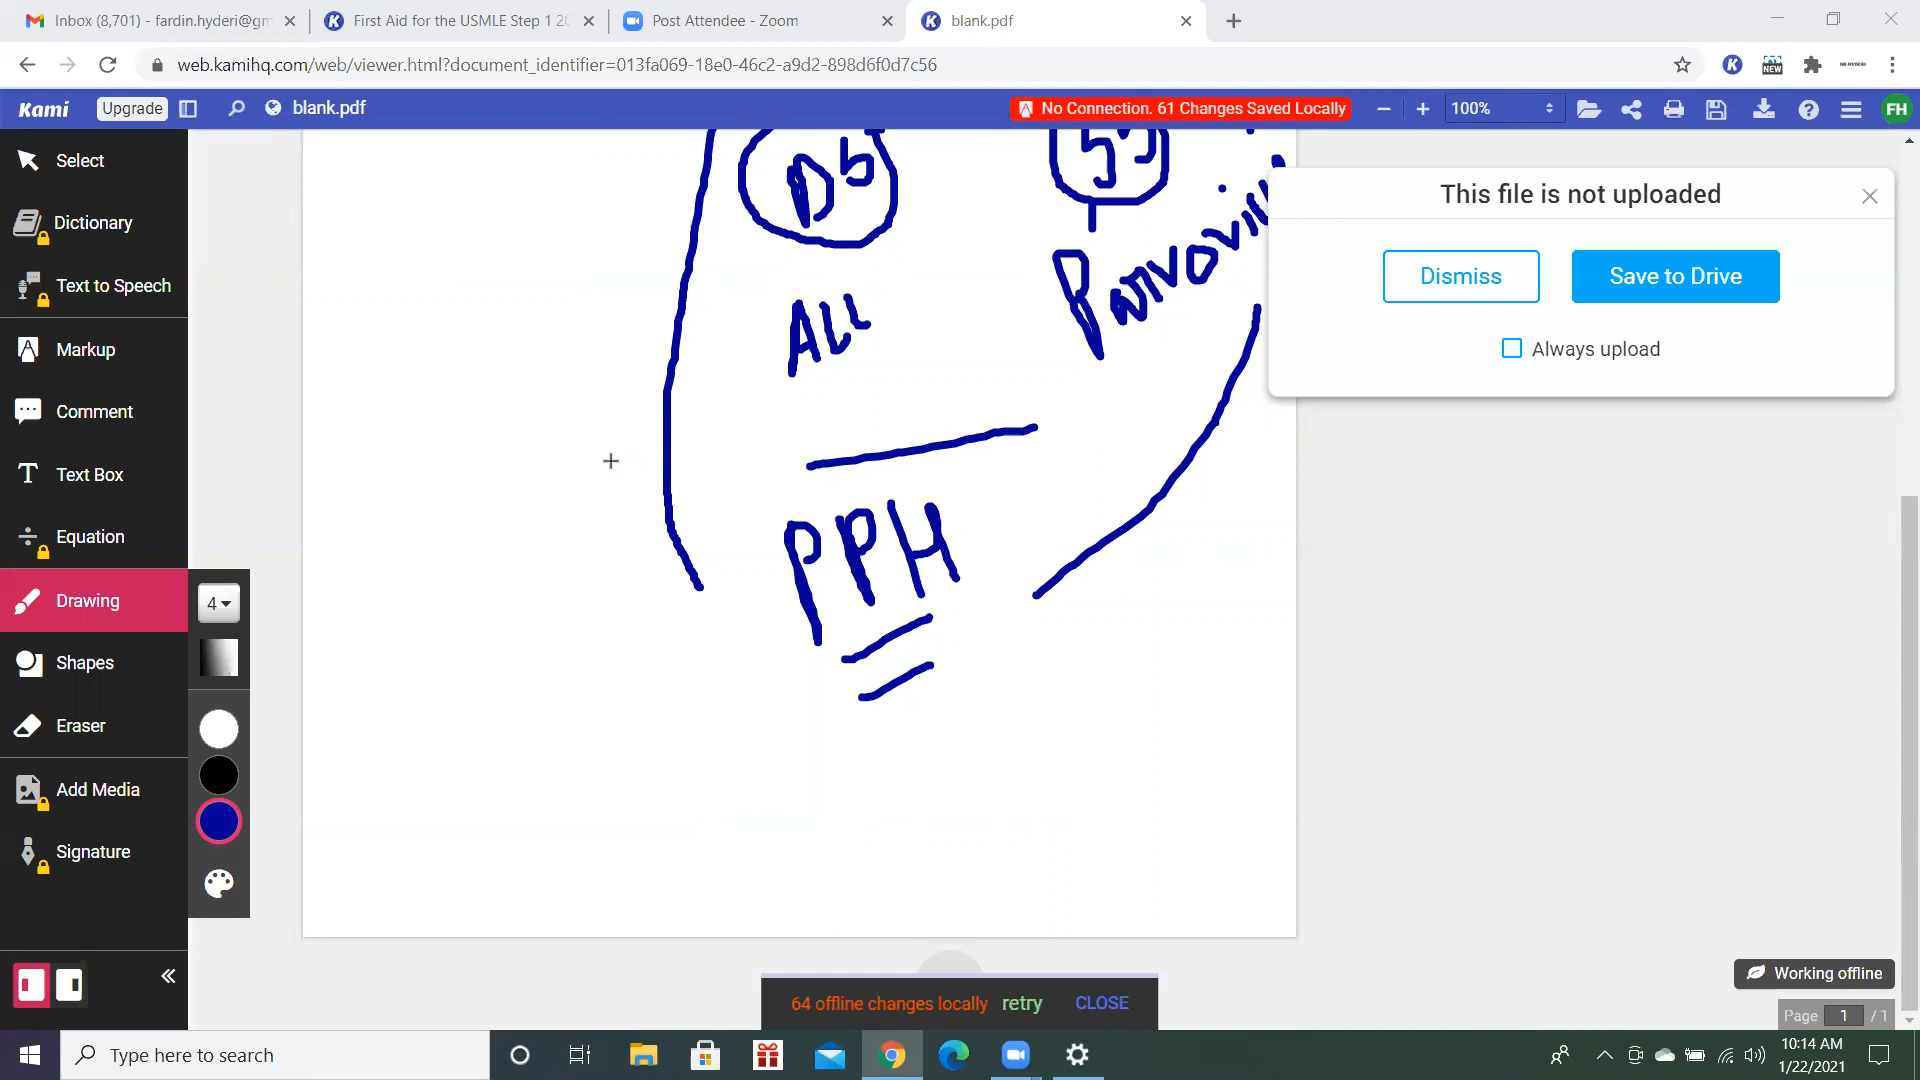 Inbox (8,701) - fardin.hyderi@gm
First Aid for the USMLE Step 1 20
Post Attendee - Zoom
blank.pdf
web.kamihq.com/web/viewer.html?document_identifier=013fa069-18e0-46c2-a9d2-898d6f0d7c56
NEW
Kami
Upgrade
blank.pdf
No Connection. 61 Changes Saved Locally
100%
FH
Select
Dictionary
Text to Speech
Markup
Comment
Text Box
Equation
Drawing
4
Shapes
Eraser
Add Media
Signature
This file is not uploaded
Dismiss
Save to Drive
Always upload
PPH
64 offline changes locally
retry
CLOSE
Working offline
Page 1 / 1
Type here to search
10:14 AM
1/22/2021